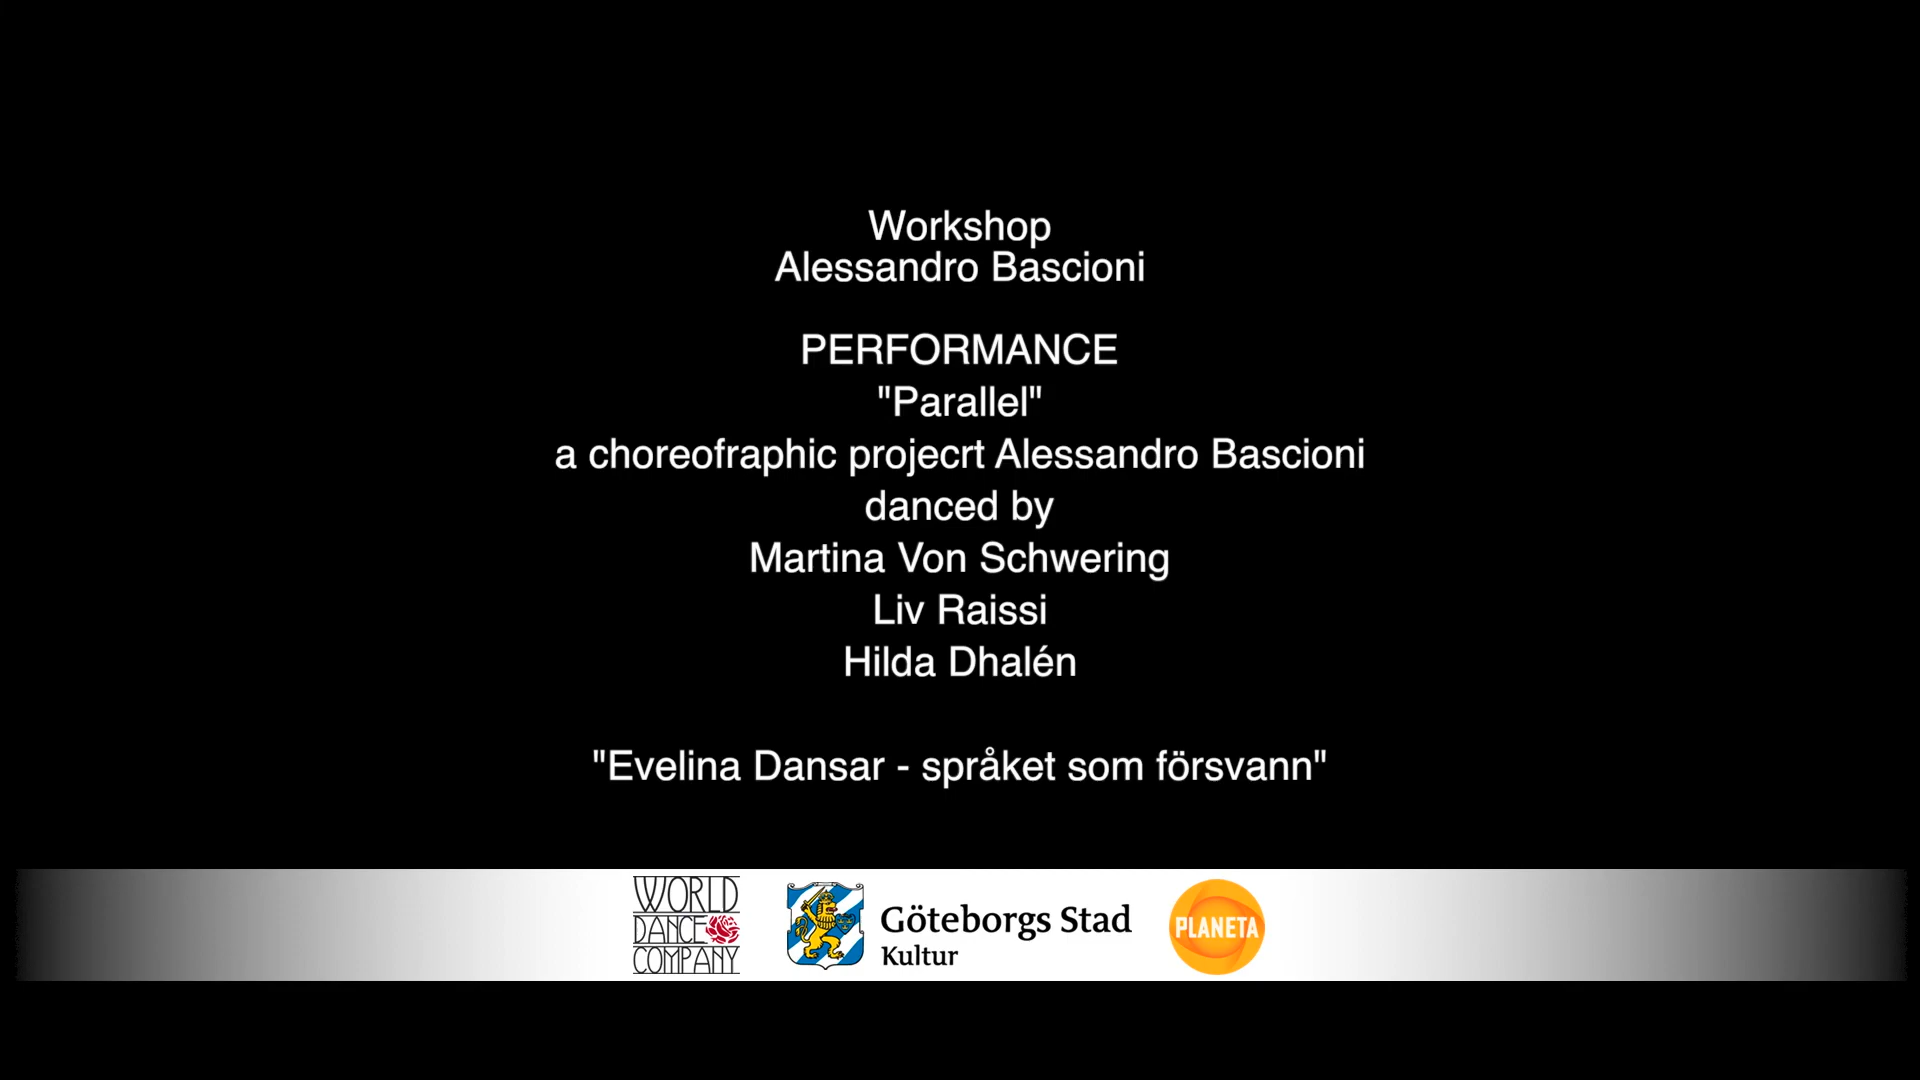 Workshop
Alessandro Bascioni
PERFORMANCE
"Parallel"
a choreofraphic projecrt Alessandro Bascioni
danced by
Martina Von Schwering
Liv Raissi
Hilda Dhalén
"Evelina Dansar - språket som försvann"
WORLD
DANCE
COMPANY
Göteborgs Stad
Kultur
PLANETA